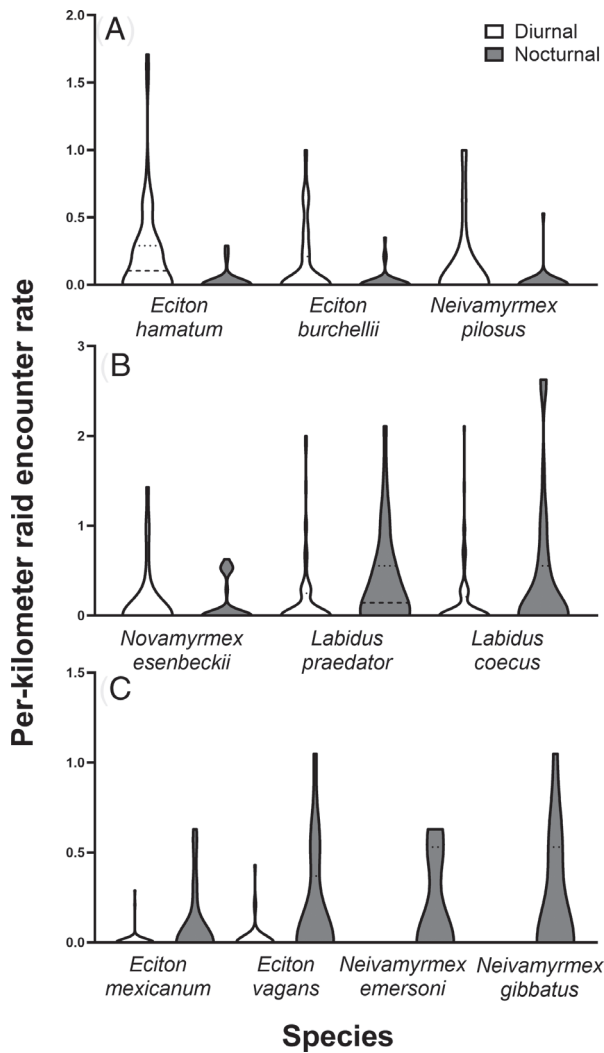 Per-kilometer raid encounter rate
(A)
Diurnal
Nocturnal
2.0
1.5
1.0
0.5
0.0
Eciton
hamatum
Eciton
burchellii
Neivamyrmex
pilosus
(B
3
2
1
0
Novamyrmex
esenbeckii
Labidus
praedator
Labidus
coecus
(C
1.5
1.0
0.5
0.0
Eciton
mexicanum
Eciton
vagans
Neivamyrmex
emersoni
Neivamyrmex
gibbatus
Species